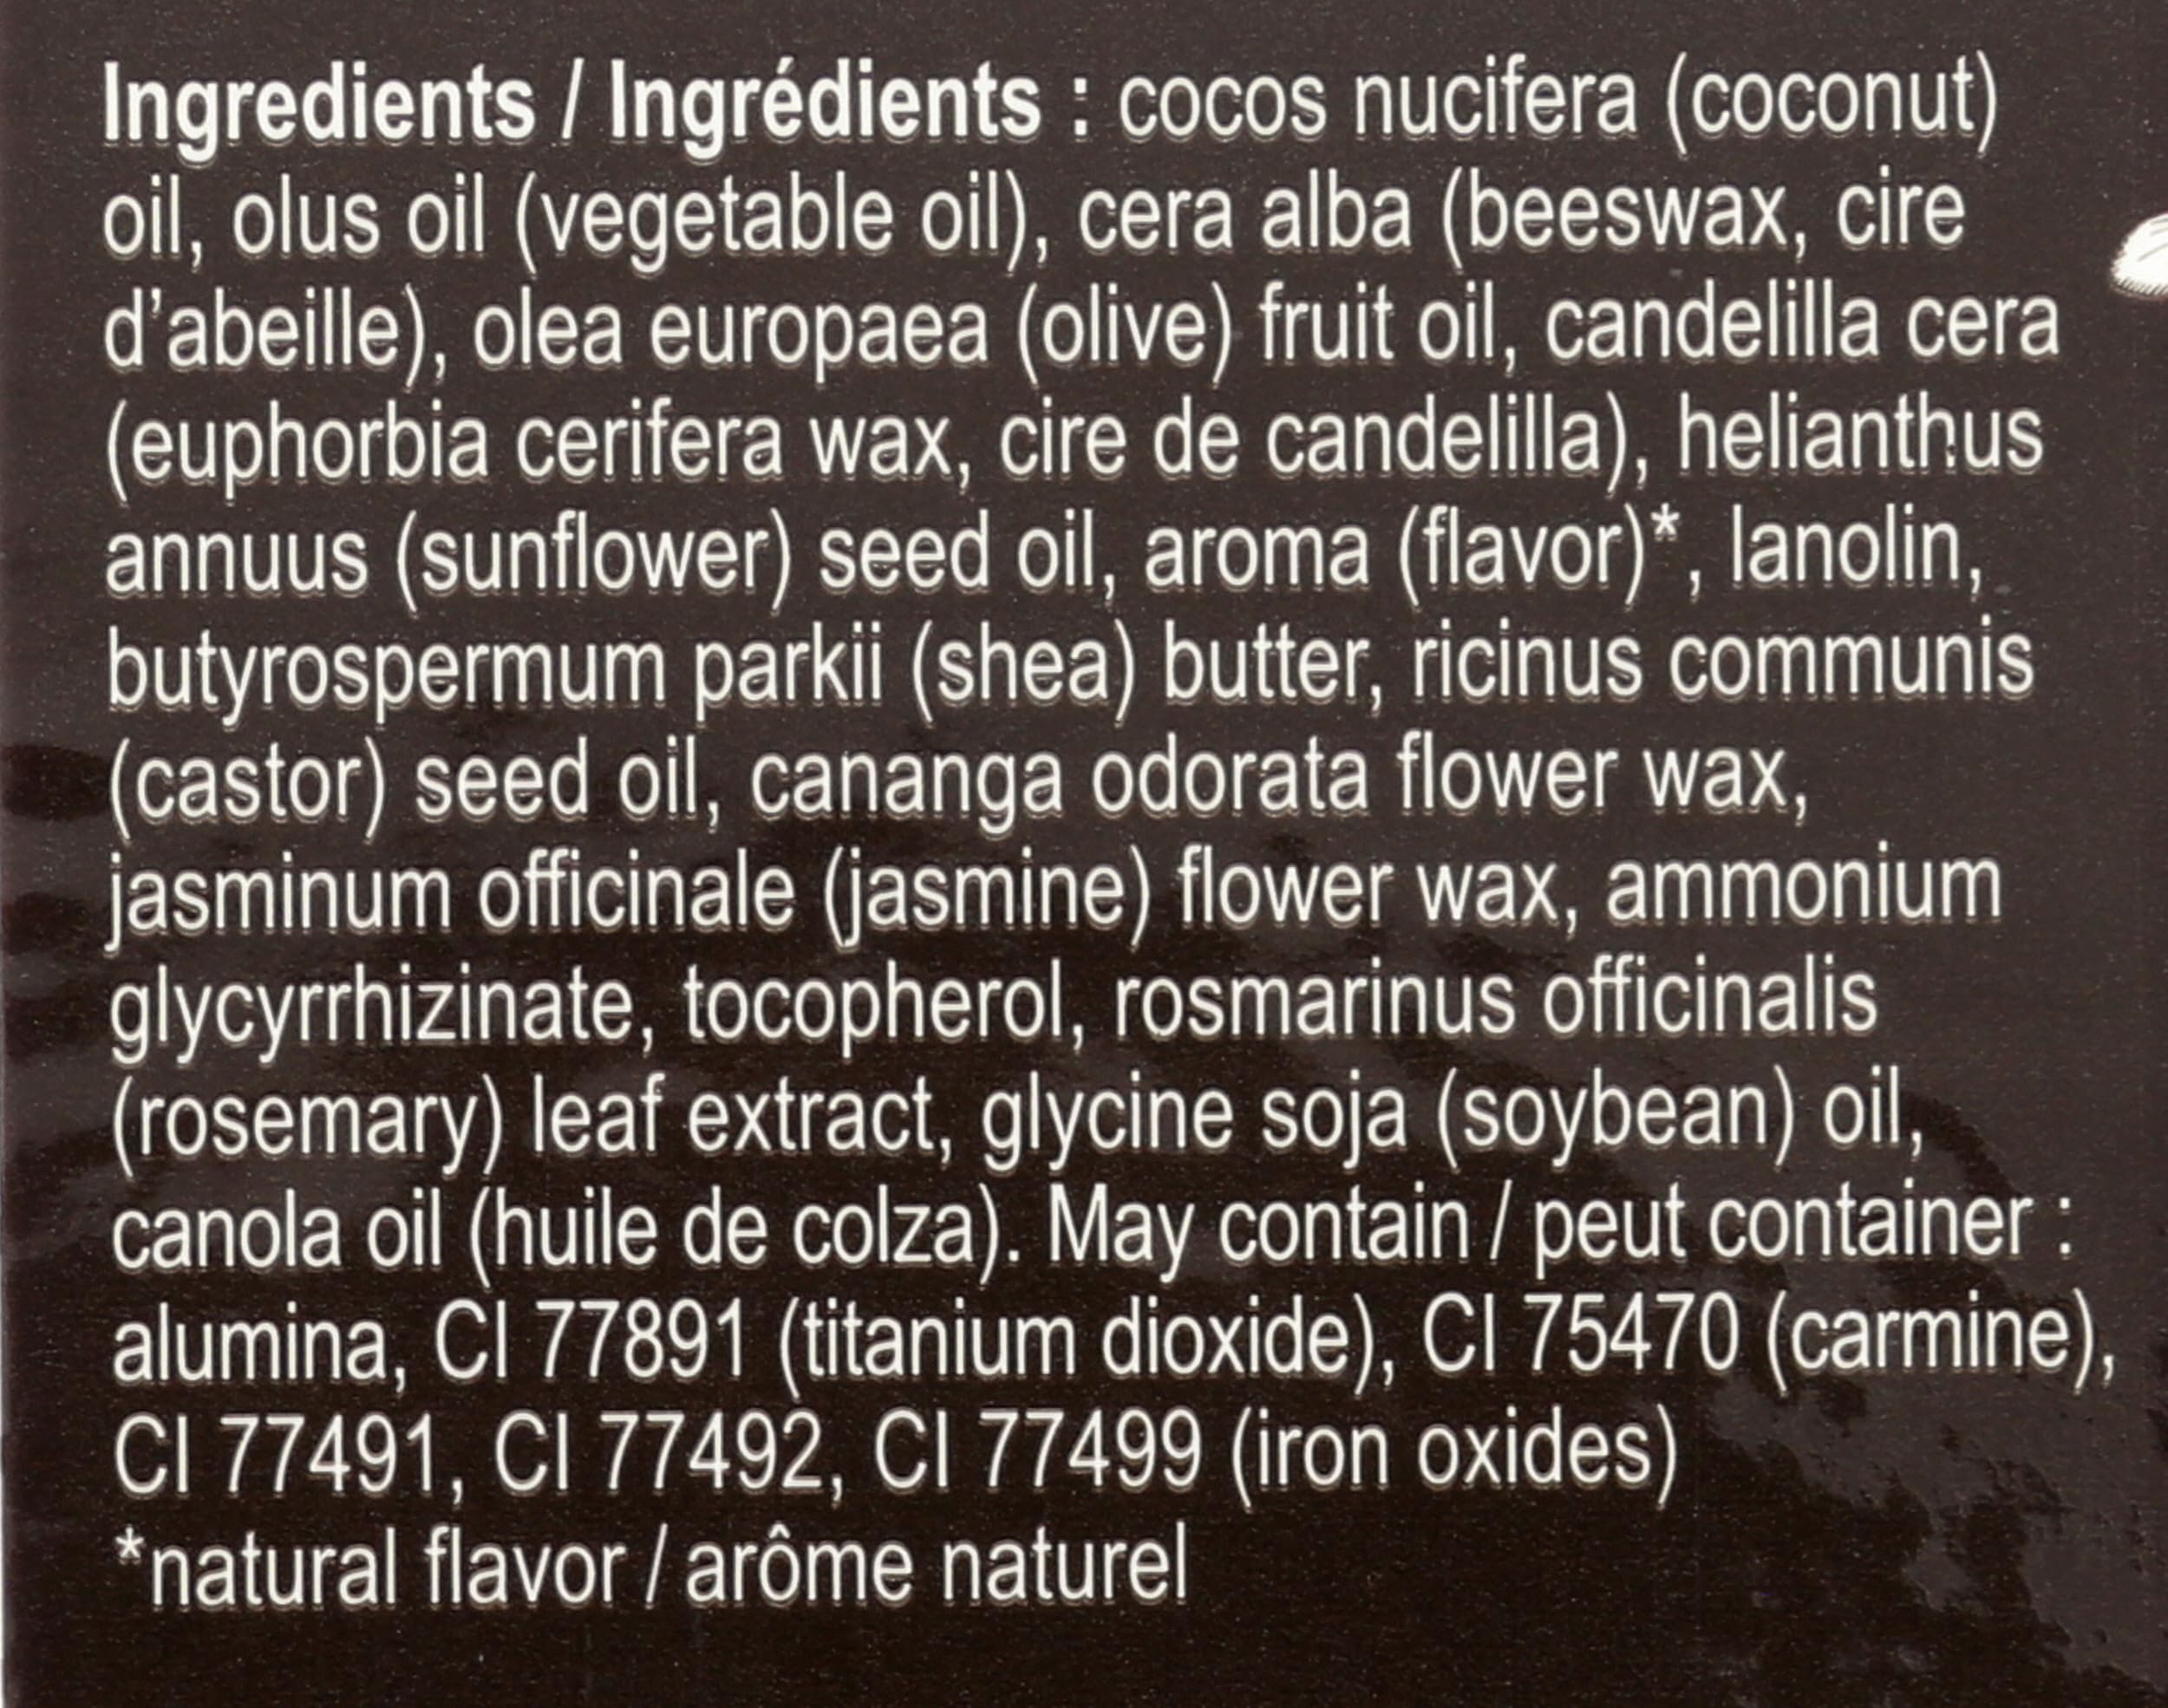 Ingredients / Ingrédients : cocos nucifera (coconut)
oil, olus oil (vegetable oil), cera alba (beeswax, cire
d'abeille), olea europaea (olive) fruit oil, candelilla cera
(euphorbia cerifera wax, cire de candelilla), helianthus
annuus (sunflower) seed oil, aroma (flavor)*, lanolin,
butyrospermum parkii (shea) butter, ricinus communis
(castor) seed oil, cananga odorata flower wax,
jasminum officinale (jasmine) flower wax, ammonium
glycyrrhizinate, tocopherol, rosmarinus officinalis
(rosemary) leaf extract, glycine soja (soybean) oil,
canola oil (huile de colza). May contain / peut container :
alumina, CI 77891 (titanium dioxide), CI 75470 (carmine),
CI 77491, CI 77492, CI 77499 (iron oxides)
*natural flavor / arôme naturel